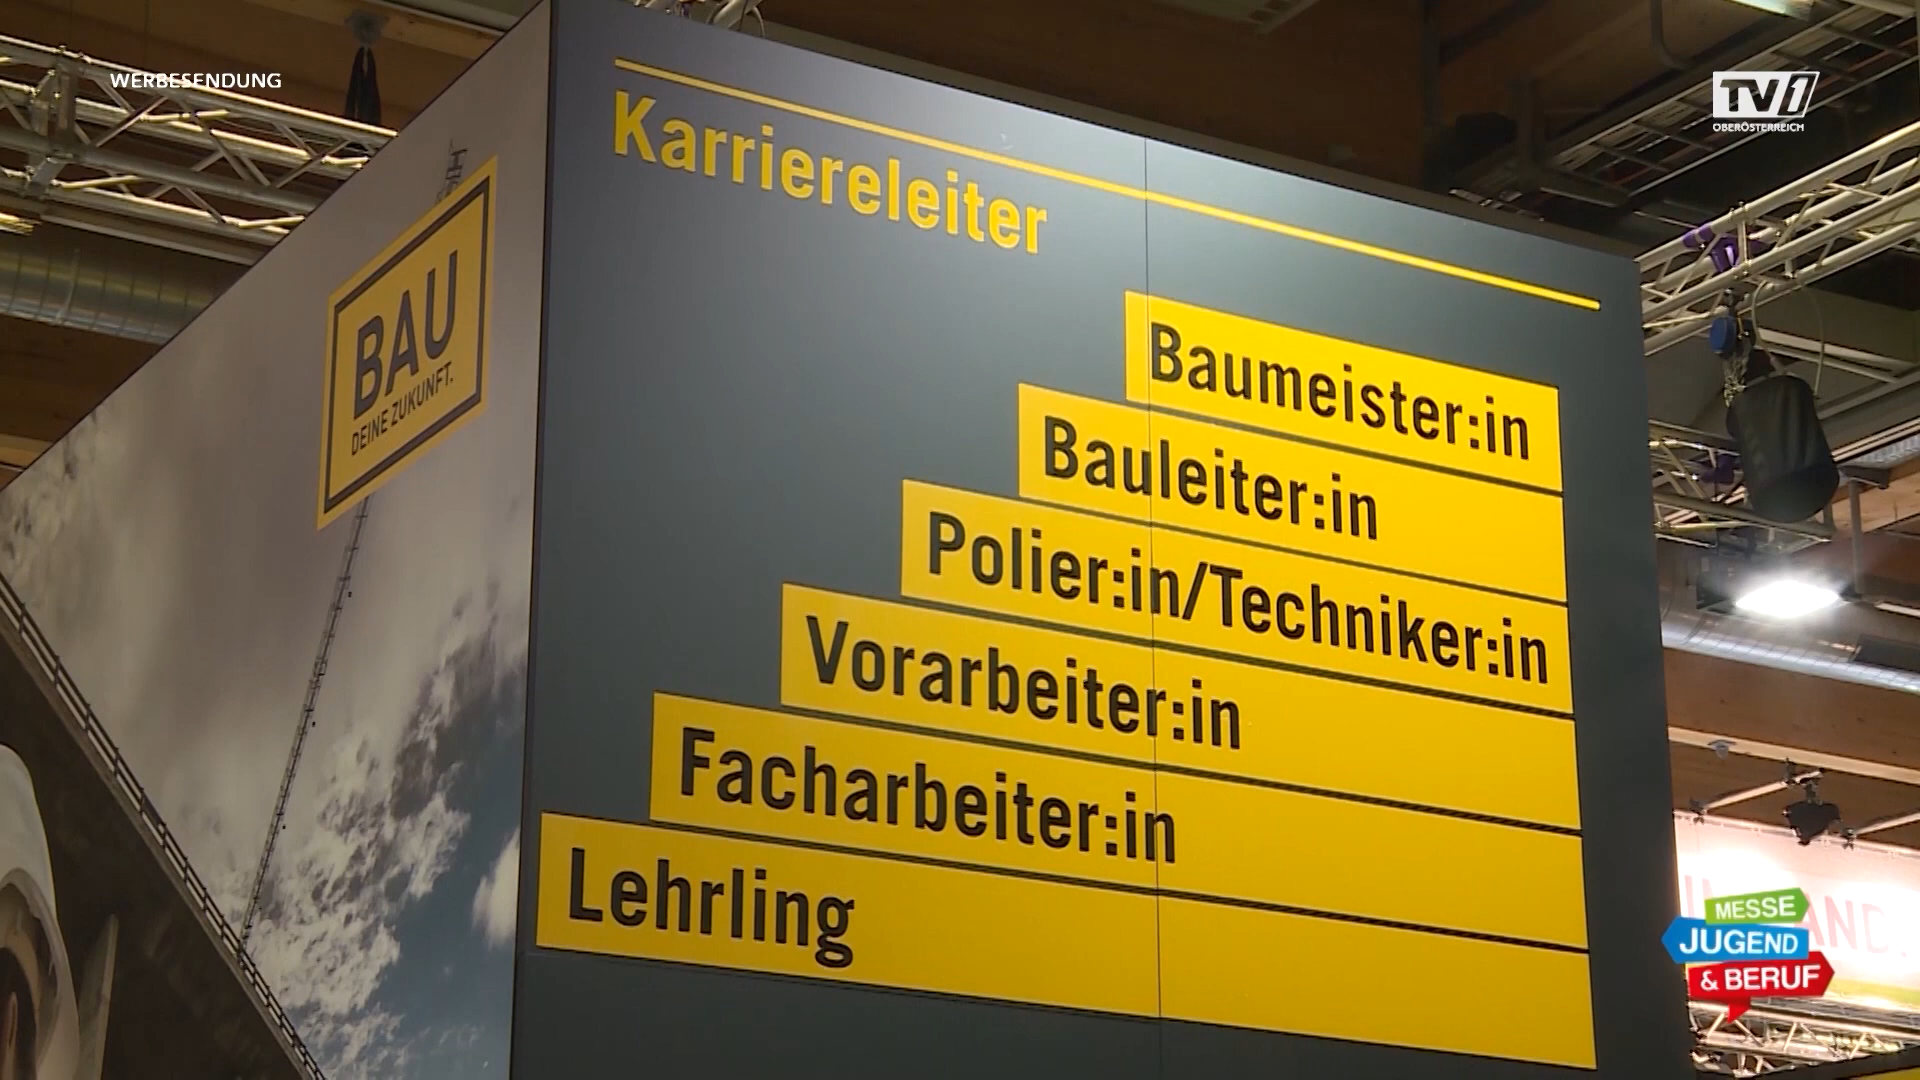 WERBESENDUNG
TV1
OBERÖSTERREICH
BAU
DEINE ZUKUNFT.
Karriereleiter
Baumeister:in
Bauleiter:in
Polier:in/Techniker:in
Vorarbeiter:in
Facharbeiter:in
Lehrling
MESSE
JUGEND
& BERUF